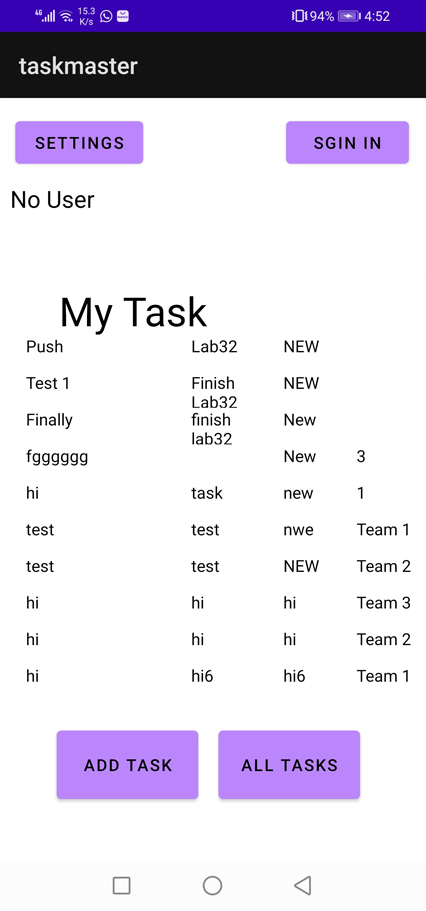 4G 15.3 K/s 94% 4:52
taskmaster
SETTINGS SGIN IN
No User
My Task
Push Lab32 NEW
Test 1 Finish Lab32 NEW
Finally finish lab32 New
fgggggg New 3
hi task new 1
test test nwe Team 1
test test NEW Team 2
hi hi hi Team 3
hi hi hi Team 2
hi hi6 hi6 Team 1
ADD TASK ALL TASKS